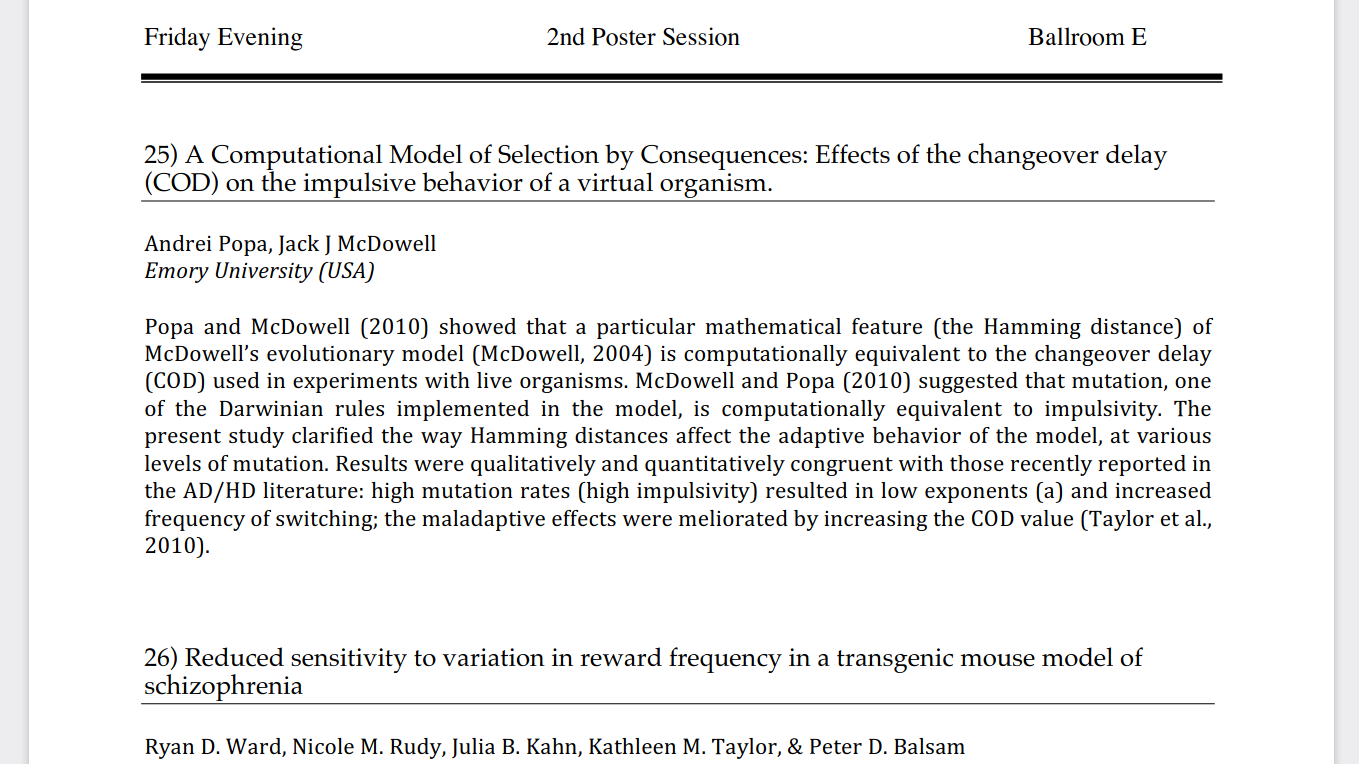 Friday Evening 2nd Poster Session Ballroom E
25) A Computational Model of Selection by Consequences: Effects of the changeover delay
(COD) on the impulsive behavior of a virtual organism.
Andrei Popa, Jack J McDowell
Emory University (USA)
Popa and McDowell (2010) showed that a particular mathematical feature (the Hamming distance) of
McDowell’s evolutionary model (McDowell, 2004) is computationally equivalent to the changeover delay
(COD) used in experiments with live organisms. McDowell and Popa (2010) suggested that mutation, one
of the Darwinian rules implemented in the model, is computationally equivalent to impulsivity. The
present study clarified the way Hamming distances affect the adaptive behavior of the model, at various
levels of mutation. Results were qualitatively and quantitatively congruent with those recently reported in
the AD/HD literature: high mutation rates (high impulsivity) resulted in low exponents (a) and increased
frequency of switching; the maladaptive effects were meliorated by increasing the COD value (Taylor et al.,
2010).
26) Reduced sensitivity to variation in reward frequency in a transgenic mouse model of
schizophrenia
Ryan D. Ward, Nicole M. Rudy, Julia B. Kahn, Kathleen M. Taylor, & Peter D. Balsam